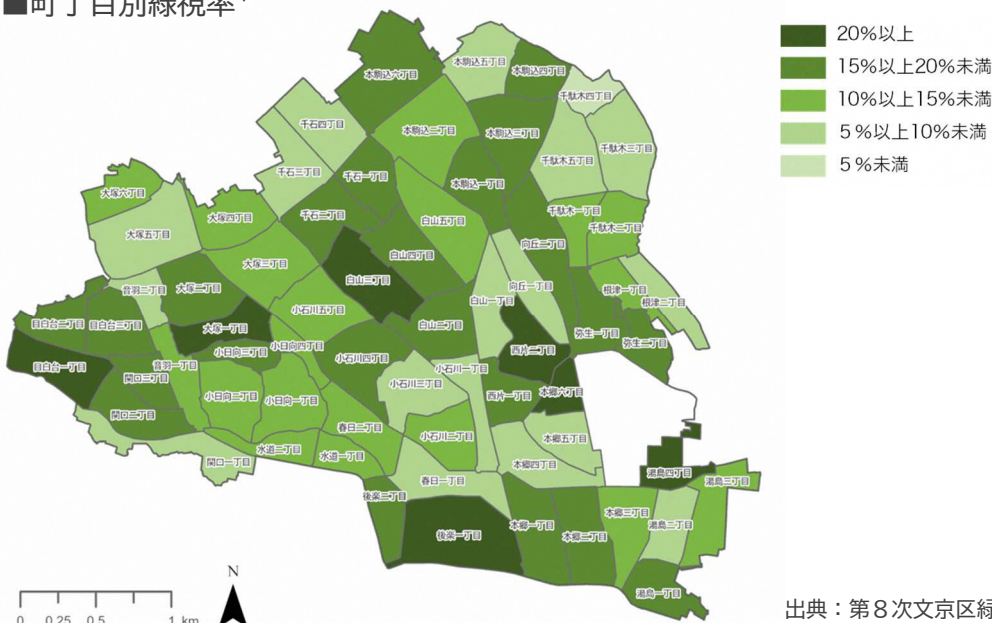 ■町丁目別緑視率
20%以上
15%以上20%未満
10%以上15%未満
5%以上10%未満
5%未満
本駒込六丁目
本駒込五丁目
本駒込四丁目
千駄木四丁目
千石四丁目
本駒込二丁目
本駒込三丁目
千駄木三丁目
千駄木五丁目
千石三丁目
千石一丁目
本駒込一丁目
大塚六丁目
千石二丁目
大塚四丁目
白山五丁目
千駄木一丁目
千駄木二丁目
大塚五丁目
向丘二丁目
白山四丁目
大塚三丁目
白山三丁目
向丘一丁目
音羽二丁目
大塚二丁目
根津一丁目
白山一丁目
根津二丁目
小石川五丁目
目白台二丁目
目白台三丁目
大塚一丁目
白山二丁目
弥生一丁目
弥生二丁目
小日向四丁目
小日向三丁目
西片二丁目
小石川四丁目
目白台一丁目
音羽一丁目
小石川一丁目
関口三丁目
小石川三丁目
小日向二丁目
小日向一丁目
西片一丁目
本郷六丁目
関口二丁目
春日二丁目
小石川二丁目
本郷五丁目
水道二丁目
水道一丁目
関口一丁目
本郷四丁目
湯島四丁目
春日一丁目
湯島三丁目
後楽二丁目
本郷三丁目
本郷一丁目
湯島二丁目
後楽一丁目
本郷二丁目
湯島一丁目
N
0 0.25 0.5 1 km
出典：第8次文京区緑